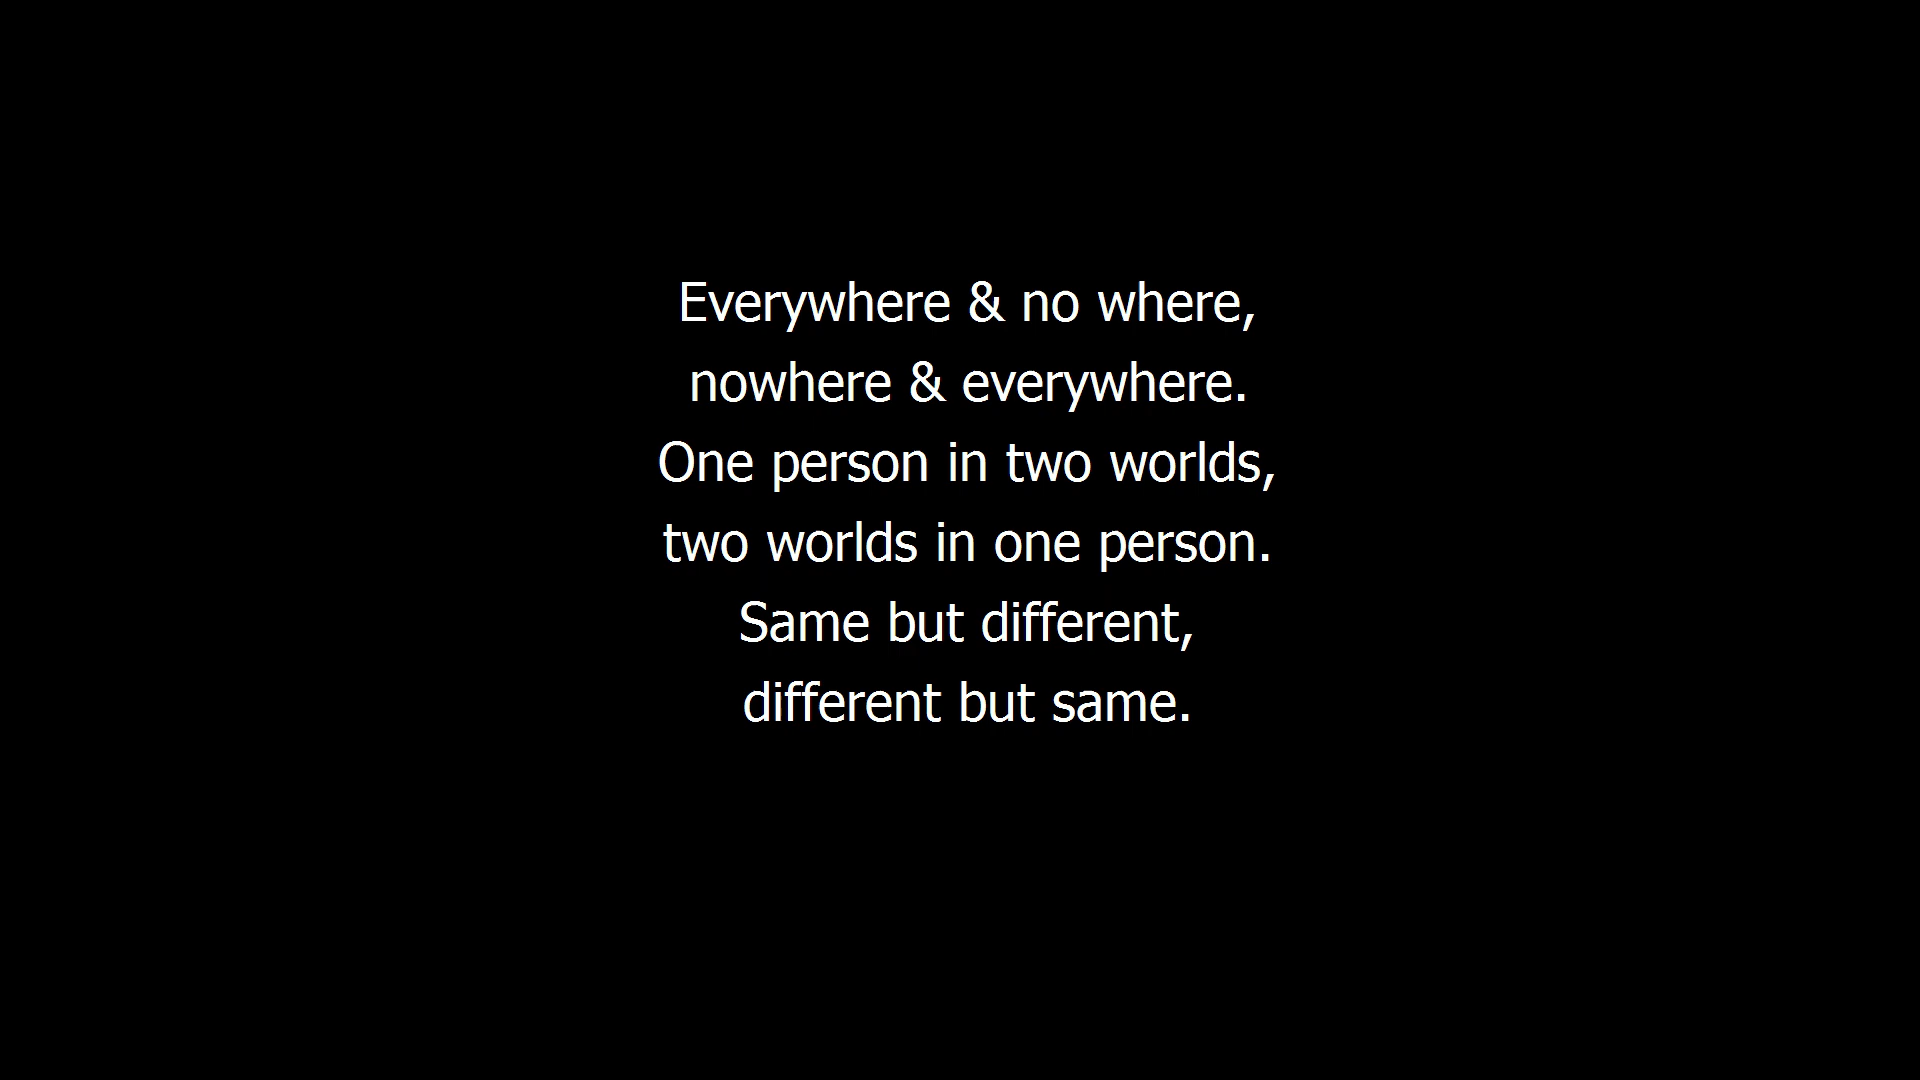 Everywhere & no where,
nowhere & everywhere.
One person in two worlds,
two worlds in one person.
Same but different,
different but same.